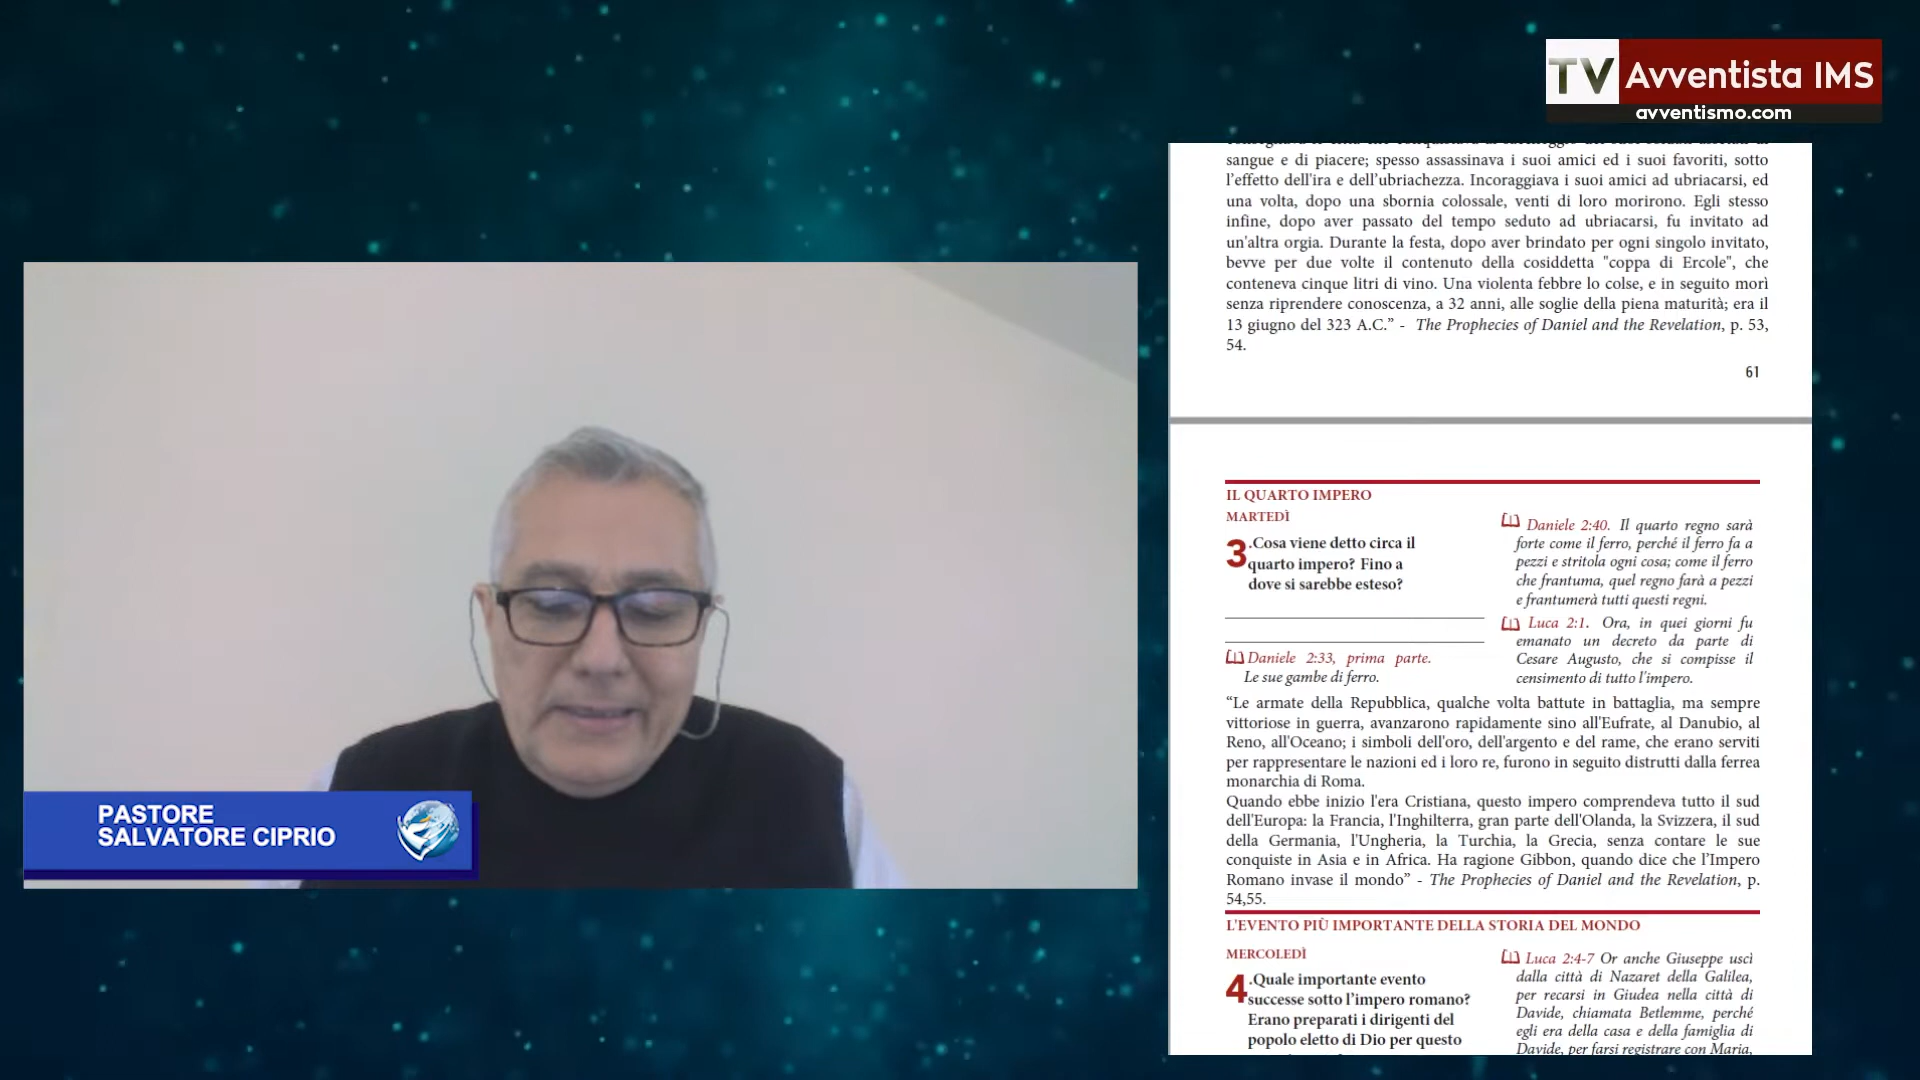 TV Avventista IMS
avventismo.com
sangue e di piacere; spesso assassinava i suoi amici ed i suoi favoriti, sotto
l'effetto dell'ira e dell'ubriachezza. Incoraggiava i suoi amici ad ubriacarsi, ed
una volta, dopo una sbornia colossale, venti di loro morirono. Egli stesso
infine, dopo aver passato del tempo seduto ad ubriacarsi, fu invitato ad
un'altra orgia. Durante la festa, dopo aver brindato per ogni singolo invitato,
bevve per due volte il contenuto della cosiddetta "coppa di Ercole", che
conteneva cinque litri di vino. Una violenta febbre lo colse, e in seguito morì
senza riprendere conoscenza, a 32 anni, alle soglie della piena maturità; era il
13 giugno del 323 A.C.” - The Prophecies of Daniel and the Revelation, p. 53,
54.
61
IL QUARTO IMPERO
MARTEDÌ
3.Cosa viene detto circa il
quarto impero? Fino a
dove si sarebbe esteso?
Daniele 2:33, prima parte.
Le sue gambe di ferro.
Daniele 2:40. Il quarto regno sarà
forte come il ferro, perché il ferro fa a
pezzi e stritola ogni cosa; come il ferro
che frantuma, quel regno farà a pezzi
e frantumerà tutti questi regni.
Luca 2:1. Ora, in quei giorni fu
emanato un decreto da parte di
Cesare Augusto, che si compisse il
censimento di tutto l'impero.
“Le armate della Repubblica, qualche volta battute in battaglia, ma sempre
vittoriose in guerra, avanzarono rapidamente sino all'Eufrate, al Danubio, al
Reno, all'Oceano; i simboli dell'oro, dell'argento e del rame, che erano serviti
per rappresentare le nazioni ed i loro re, furono in seguito distrutti dalla ferrea
monarchia di Roma.
Quando ebbe inizio l'era Cristiana, questo impero comprendeva tutto il sud
dell'Europa: la Francia, l'Inghilterra, gran parte dell'Olanda, la Svizzera, il sud
della Germania, l'Ungheria, la Turchia, la Grecia, senza contare le sue
conquiste in Asia e in Africa. Ha ragione Gibbon, quando dice che l’Impero
Romano invase il mondo” - The Prophecies of Daniel and the Revelation, p.
54,55.
L'EVENTO PIÙ IMPORTANTE DELLA STORIA DEL MONDO
MERCOLEDÌ
4.Quale importante evento
successe sotto l’impero romano?
Erano preparati i dirigenti del
popolo eletto di Dio per questo
Luca 2:4-7 Or anche Giuseppe uscì
dalla città di Nazaret della Galilea,
per recarsi in Giudea nella città di
Davide, chiamata Betlemme, perché
egli era della casa e della famiglia di
Davide, per farsi registrare con Maria,
PASTORE
SALVATORE CIPRIO